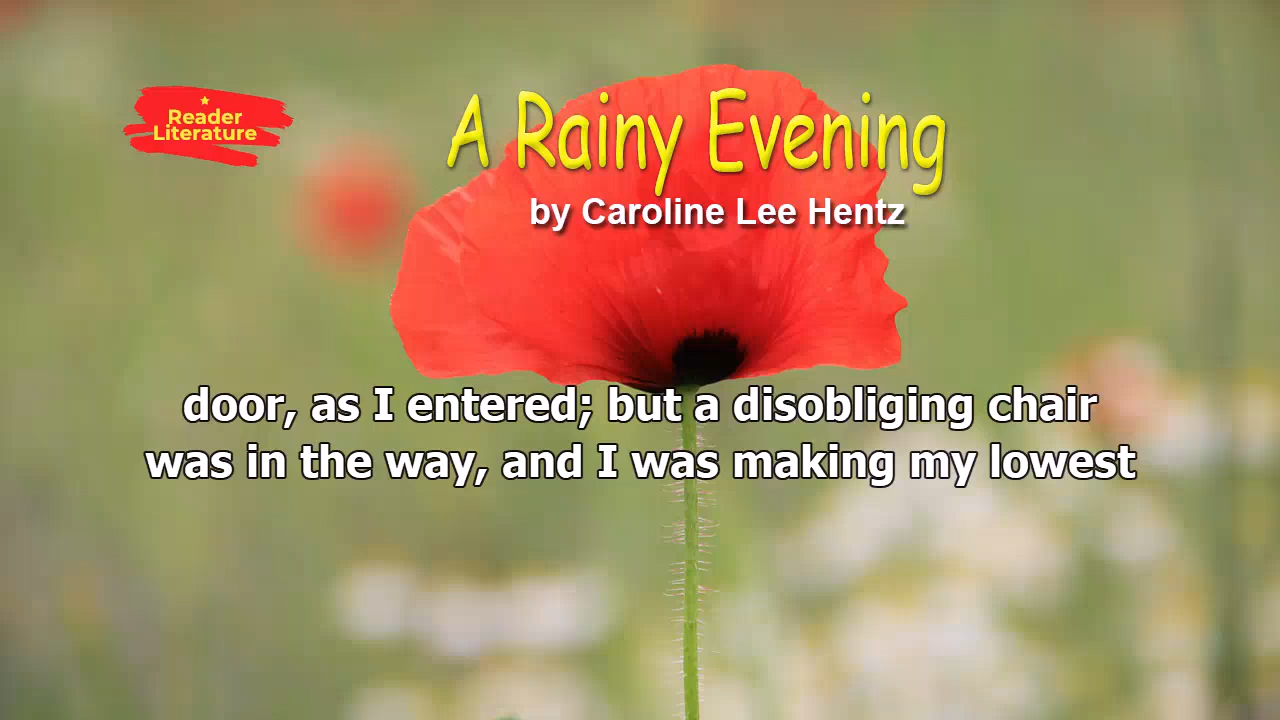 Reader
Literature
A Rainy Evening
by Caroline Lee Hentz
door, as I entered; but a disobliging chair
was in the way, and I was making my lowest